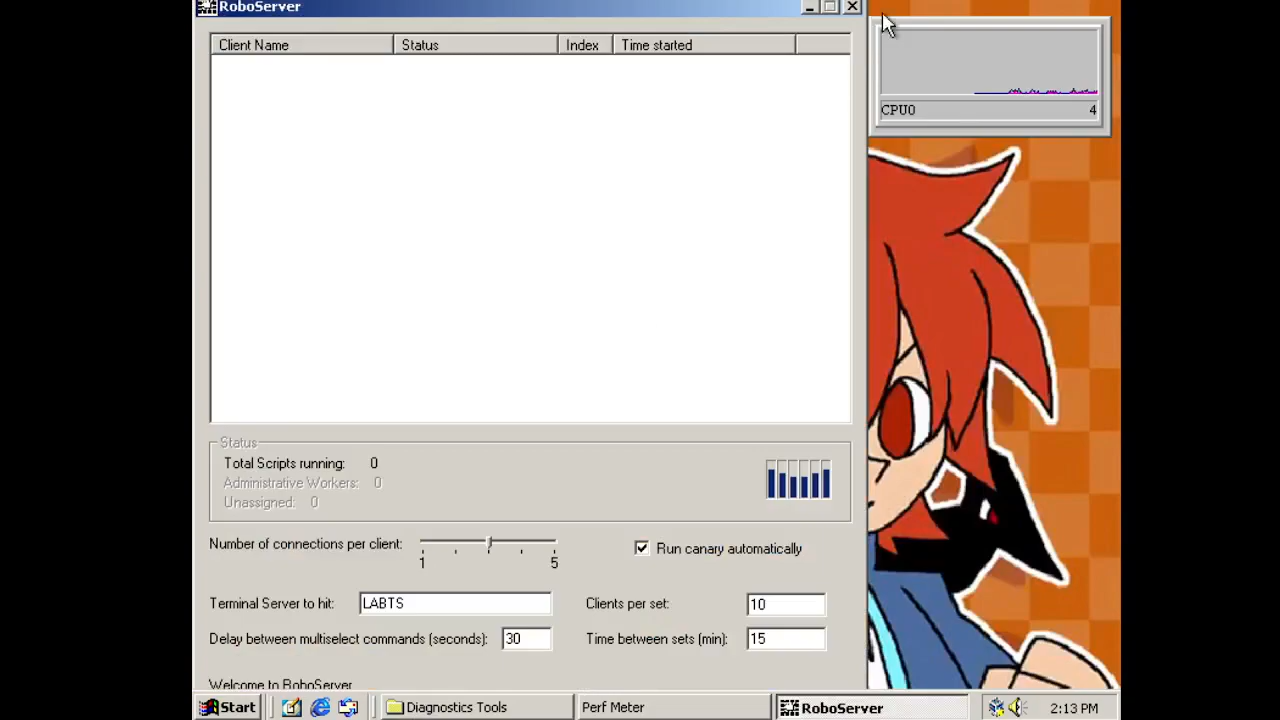 RoboServer
Client Name Status Index Time started
CPU0 4
Status
Total Scripts running: 0
Administrative Workers: 0
Unassigned: 0
Number of connections per client:
1 5
Run canary automatically
Terminal Server to hit: LABTS
Clients per set: 10
Delay between multiselect commands (seconds): 30
Time between sets (min): 15
Welcome to RoboServer
Start Diagnostics Tools Perf Meter RoboServer 2:13 PM